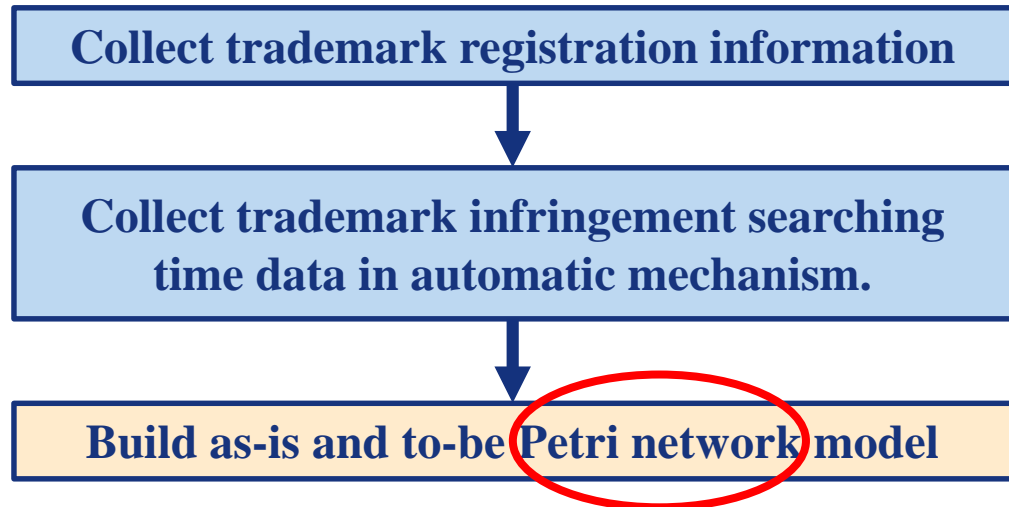 Collect trademark registration information
Collect trademark infringement searching
time data in automatic mechanism.
Build as-is and to-be Petri network model